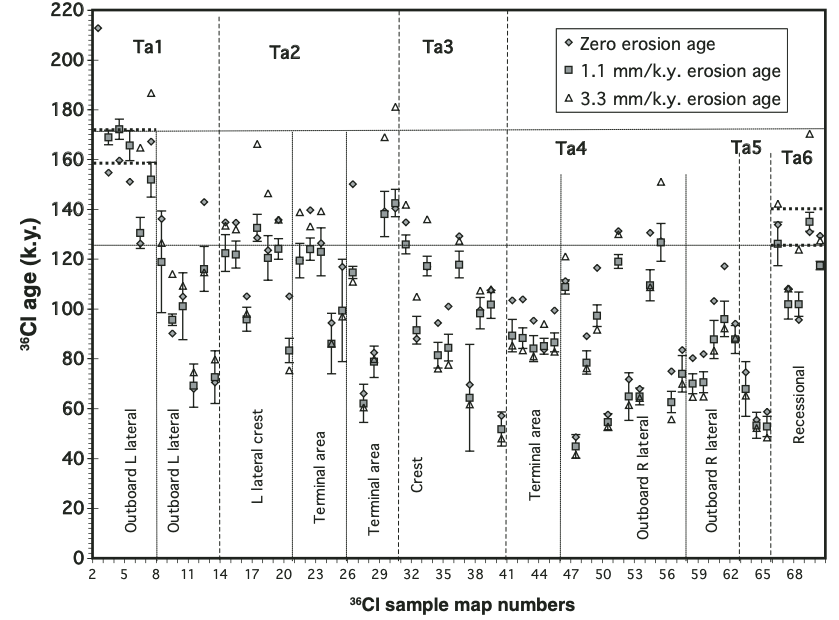 220
200
180
160
140
120
100
80
60
40
20
0
³⁶Cl age (k.y.)
Ta1
Ta2
Ta3
Zero erosion age
1.1 mm/k.y. erosion age
3.3 mm/k.y. erosion age
Ta4
Ta5
Ta6
Outboard L lateral
Outboard L lateral
L lateral crest
Terminal area
Terminal area
Crest
Terminal area
Outboard R lateral
Outboard R lateral
Recessional
2 5 8 11 14 17 20 23 26 29 32 35 38 41 44 47 50 53 56 59 62 65 68
³⁶Cl sample map numbers